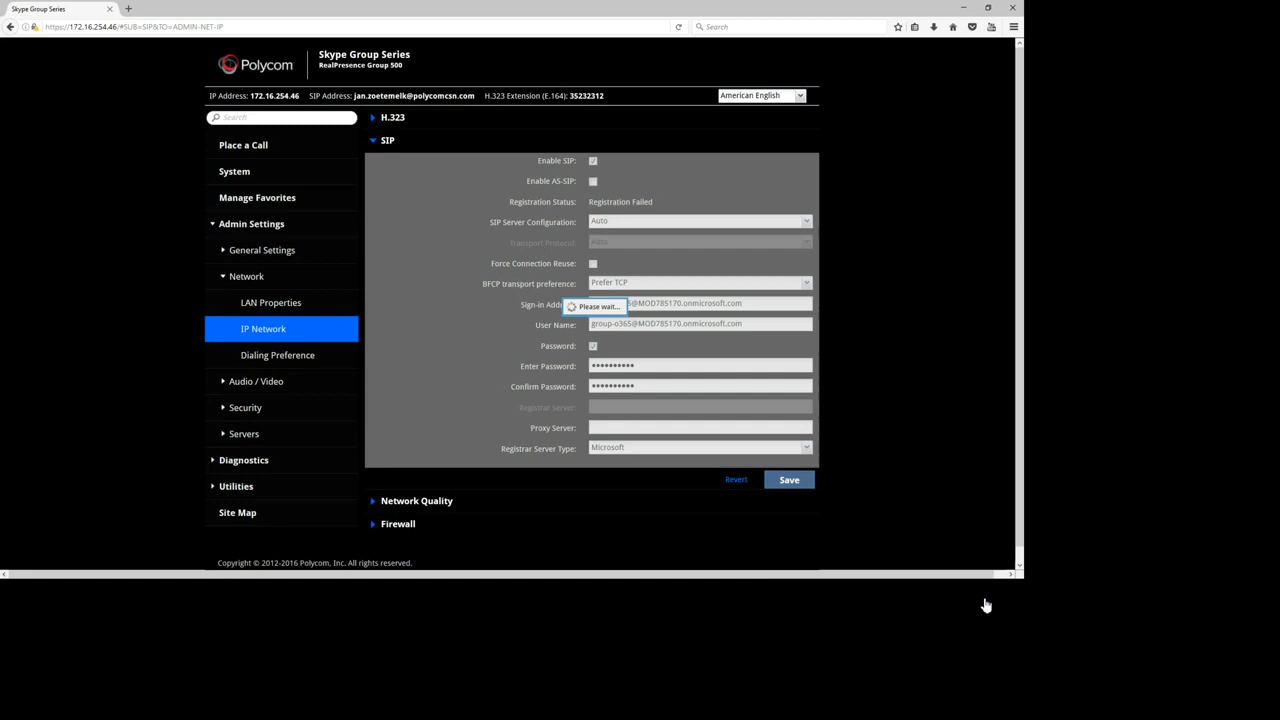 Skype Group Series
https://172.16.254.46/#SUB=SIP&TO=ADMIN-NET-IP
Search
Polycom
Skype Group Series
RealPresence Group 500
IP Address: 172.16.254.46 SIP Address: jan.zoetemelk@polycomcsn.com H.323 Extension (E.164): 35232312
American English
Search
H.323
SIP
Place a Call
System
Manage Favorites
Admin Settings
General Settings
Network
LAN Properties
IP Network
Dialing Preference
Audio / Video
Security
Servers
Diagnostics
Utilities
Site Map
Enable SIP:
Enable AS-SIP:
Registration Status: Registration Failed
SIP Server Configuration: Auto
Transport Protocol: Auto
Force Connection Reuse:
BFCP transport preference: Prefer TCP
Sign-in @MOD785170.onmicrosoft.com
Please wait...
User Name: group-o365@MOD785170.onmicrosoft.com
Password:
Enter Password: ••••••••••
Confirm Password: ••••••••••
Registrar Server:
Proxy Server:
Registrar Server Type: Microsoft
Revert Save
Network Quality
Firewall
Copyright © 2012-2016 Polycom, Inc. All rights reserved.